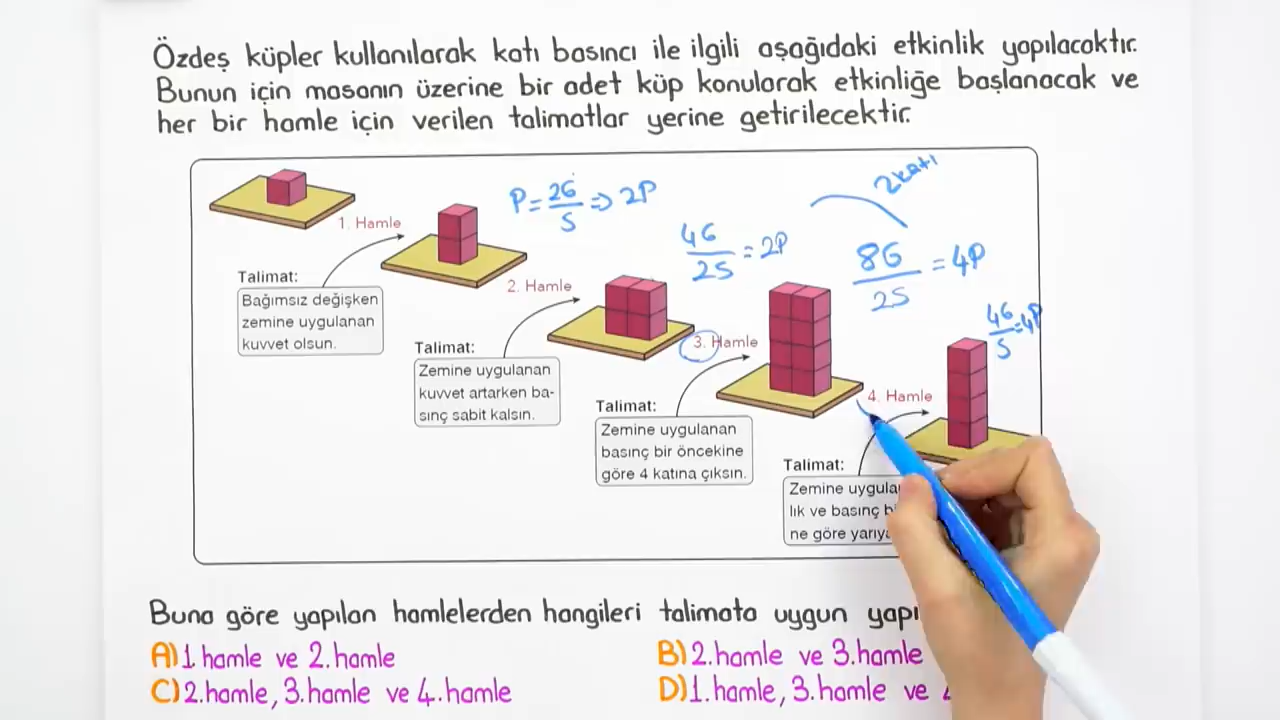 Özdeş küpler kullanılarak katı basıncı ile ilgili aşağıdaki etkinlik yapılacaktır.
Bunun için masanın üzerine bir adet küp konularak etkinliğe başlanacak ve
her bir hamle için verilen talimatlar yerine getirilecektir.
1. Hamle
Talimat:
Bağımsız değişken
zemine uygulanan
kuvvet olsun.
P=2G/S⇒2P
2. Hamle
Talimat:
Zemine uygulanan
kuvvet artarken ba-
sınç sabit kalsın.
4G/2S=2P
3. Hamle
Talimat:
Zemine uygulanan
basınç bir öncekine
göre 4 katına çıksın.
2katı
8G/2S=4P
4. Hamle
Talimat:
Zemine
lık ve basınç
ne göre
4G/S=4P
Buna göre yapılan hamlelerden hangileri talimata uygun
A) 1.hamle ve 2.hamle
B) 2.hamle ve 3.hamle
C) 2.hamle, 3.hamle ve 4.hamle
D) 1.hamle, 3.hamle ve